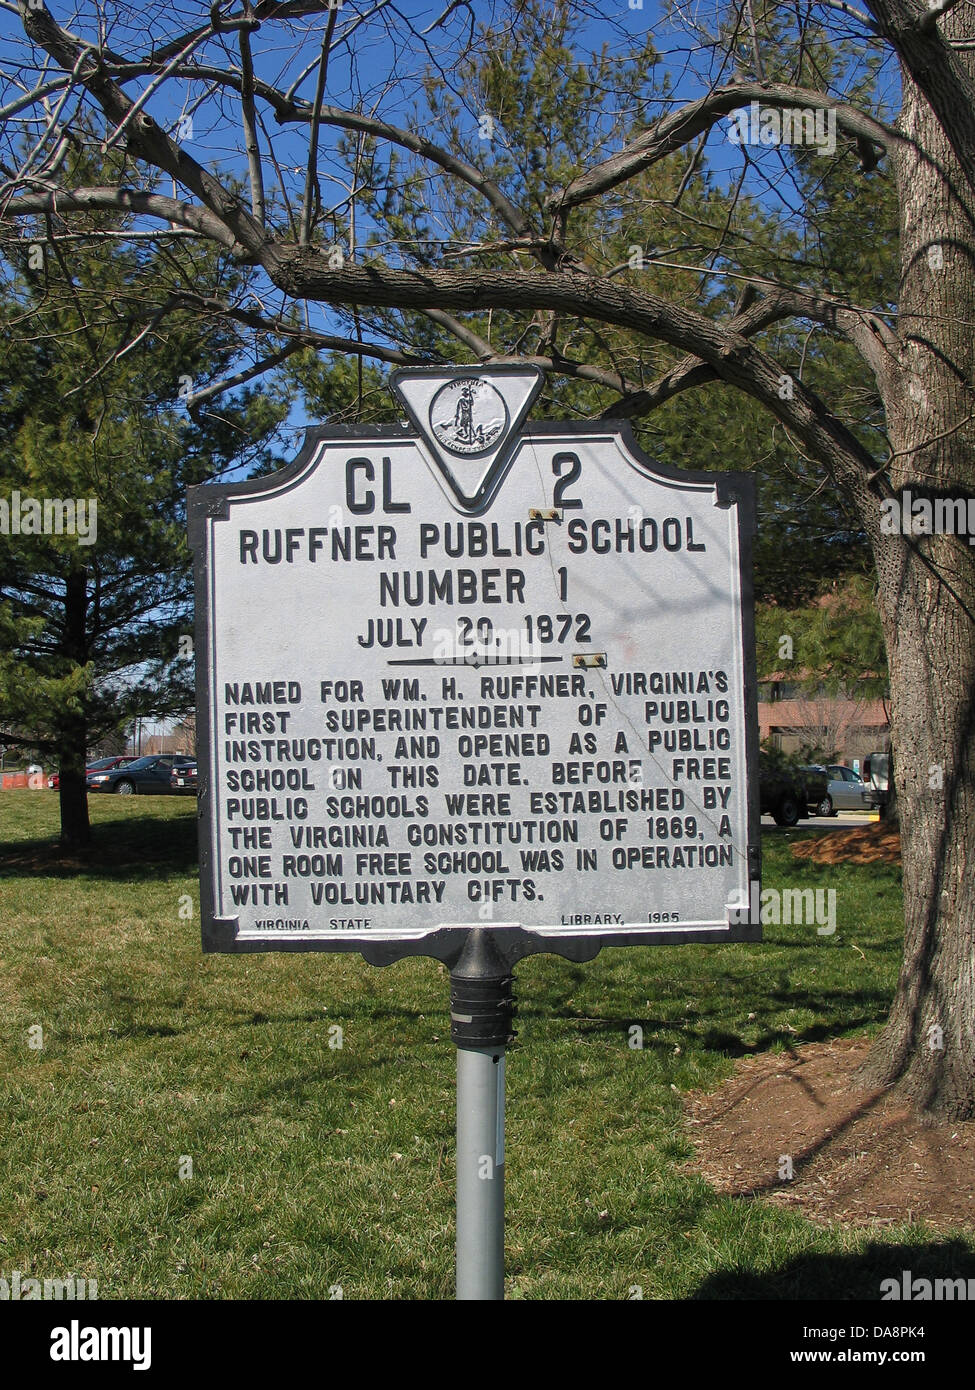 VIRGINIA
CL 2
RUFFNER PUBLIC SCHOOL
NUMBER 1
JULY 20, 1872
NAMED FOR WM. H. RUFFNER, VIRGINIA'S
FIRST SUPERINTENDENT OF PUBLIC
INSTRUCTION, AND OPENED AS A PUBLIC
SCHOOL ON THIS DATE. BEFORE FREE
PUBLIC SCHOOLS WERE ESTABLISHED BY
THE VIRGINIA CONSTITUTION OF 1869, A
ONE ROOM FREE SCHOOL WAS IN OPERATION
WITH VOLUNTARY GIFTS.
VIRGINIA STATE LIBRARY, 1965
alamy
alamy stock photo
DA8PK4
www.alamy.com